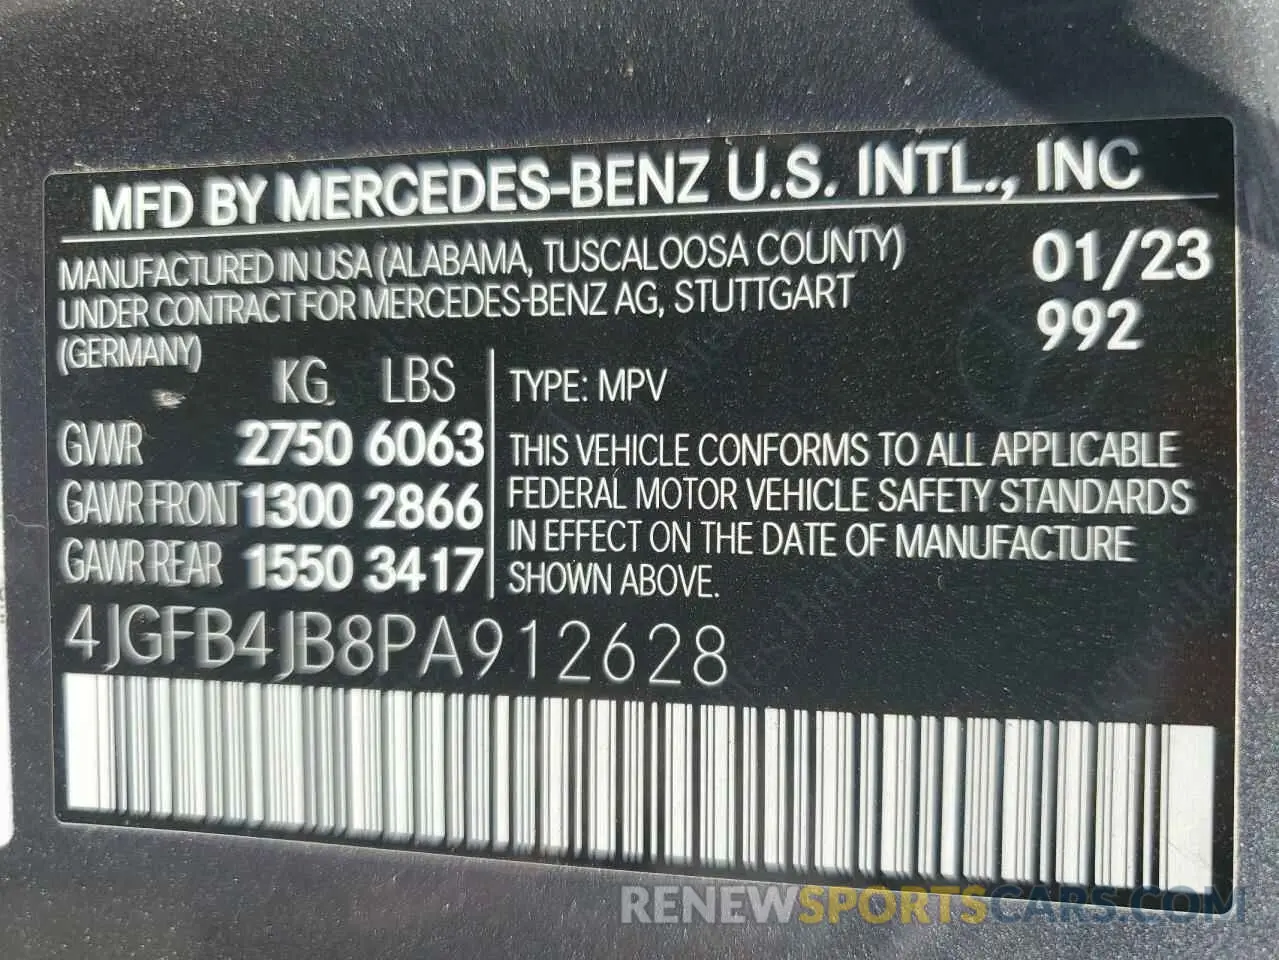 MFD BY MERCEDES-BENZ U.S. INTL., INC
MANUFACTURED IN USA (ALABAMA, TUSCALOOSA COUNTY) 01/23
UNDER CONTRACT FOR MERCEDES-BENZ AG, STUTTGART 992
(GERMANY)
KG LBS
GVWR 2750 6063
GAWR FRONT 1300 2866
GAWR REAR 1550 3417
TYPE: MPV
THIS VEHICLE CONFORMS TO ALL APPLICABLE
FEDERAL MOTOR VEHICLE SAFETY STANDARDS
IN EFFECT ON THE DATE OF MANUFACTURE
SHOWN ABOVE.
4JGFB4JB8PA912628
RENEWSPORTSCARS.COM